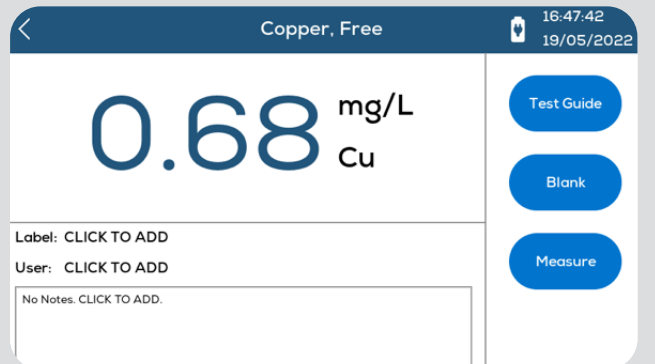 Copper, Free
16:47:42
19/05/2022
0.68 mg/L
Cu
Test Guide
Blank
Measure
Label: CLICK TO ADD
User: CLICK TO ADD
No Notes. CLICK TO ADD.